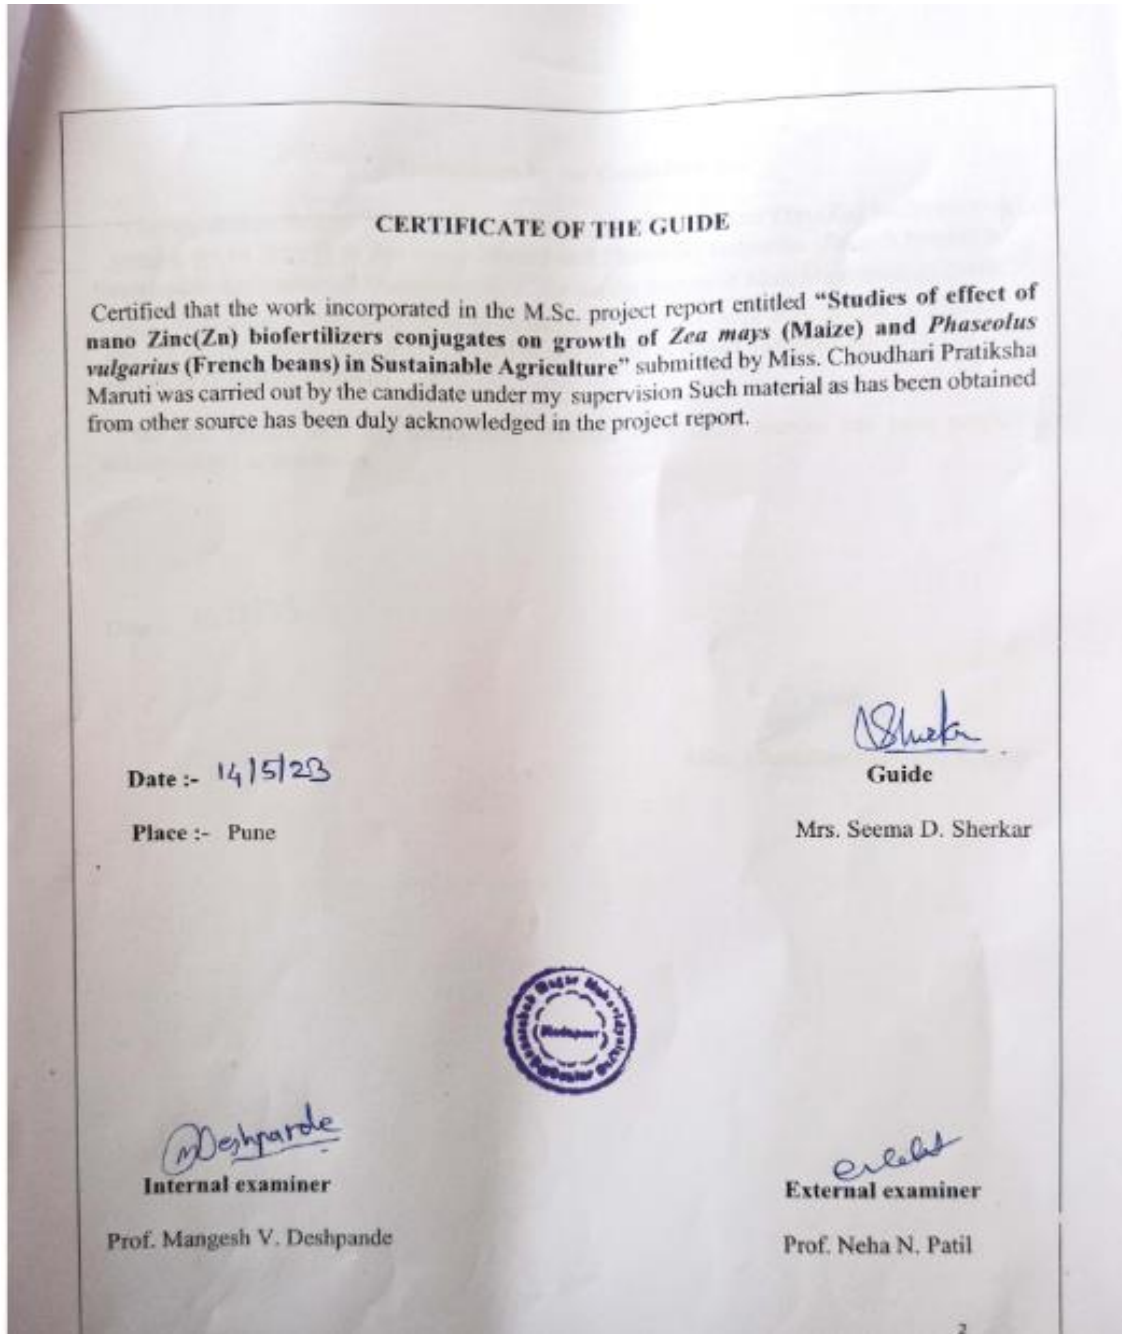 CERTIFICATE OF THE GUIDE
Certified that the work incorporated in the M.Sc. project report entitled “Studies of effect of
nano Zinc(Zn) biofertilizers conjugates on growth of Zea mays (Maize) and Phaseolus
vulgarius (French beans) in Sustainable Agriculture” submitted by Miss. Choudhari Pratiksha
Maruti was carried out by the candidate under my supervision Such material as has been obtained
from other source has been duly acknowledged in the project report.
Date :- 14/5/23
Guide
Place :- Pune
Mrs. Seema D. Sherkar
Deshpande
Internal examiner
External examiner
Prof. Mangesh V. Deshpande
Prof. Neha N. Patil
2